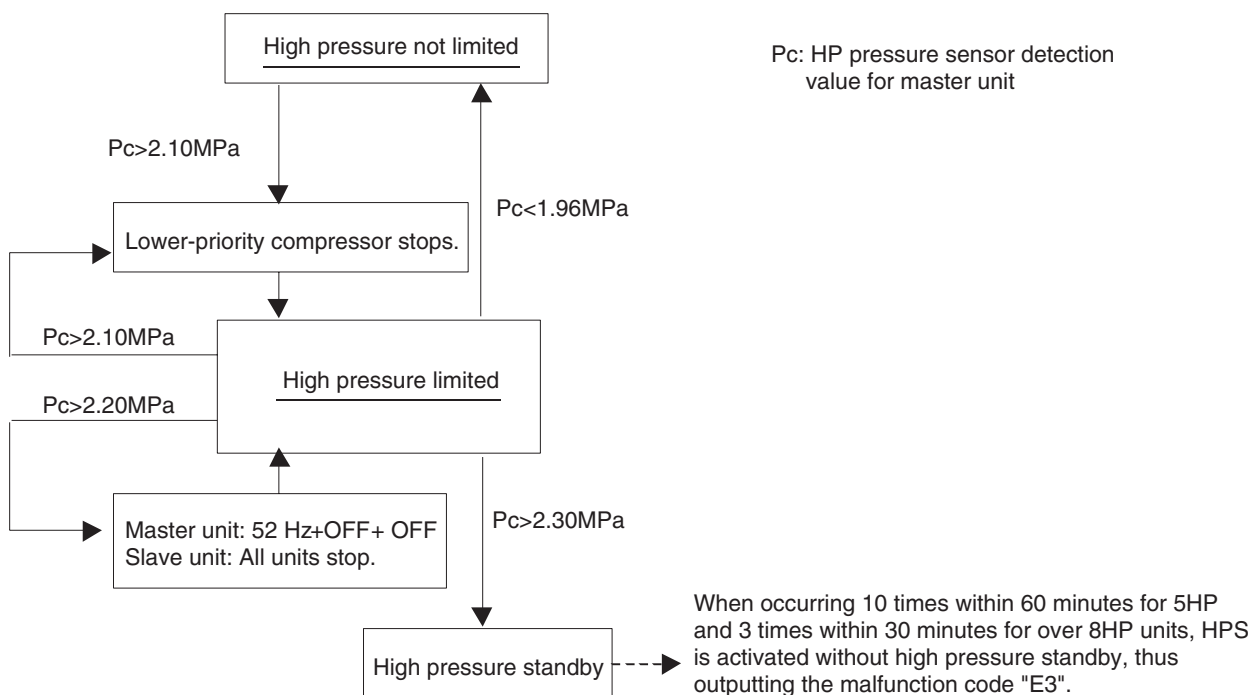 High pressure not limited
Pc: HP pressure sensor detection
value for master unit
Pc>2.10MPa
Pc<1.96MPa
Lower-priority compressor stops.
Pc>2.10MPa
High pressure limited
Pc>2.20MPa
Master unit: 52 Hz+OFF+ OFF
Slave unit: All units stop.
Pc>2.30MPa
High pressure standby
When occurring 10 times within 60 minutes for 5HP
and 3 times within 30 minutes for over 8HP units, HPS
is activated without high pressure standby, thus
outputting the malfunction code "E3".